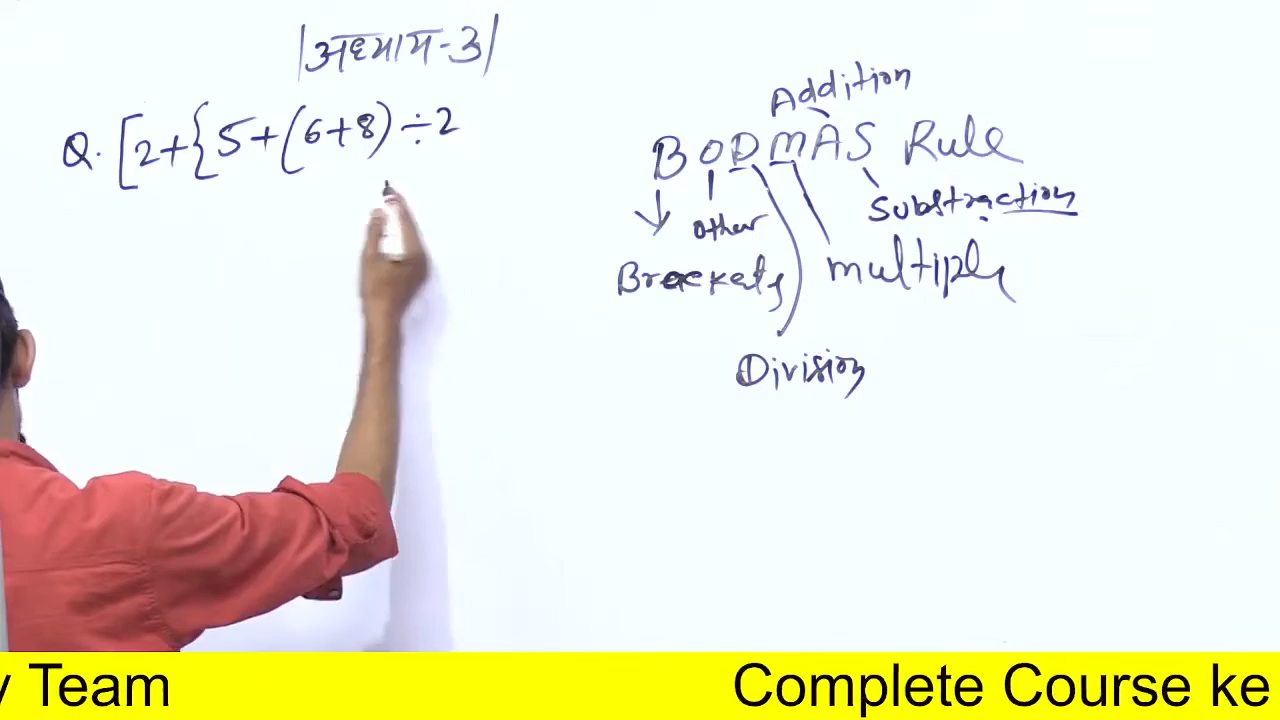 |अध्याय-3|
Q. [2+{5+(6+8)÷2
Addition
BODMAS Rule
Substraction
other
Brackets
multiply
Division
y Team
Complete Course ke